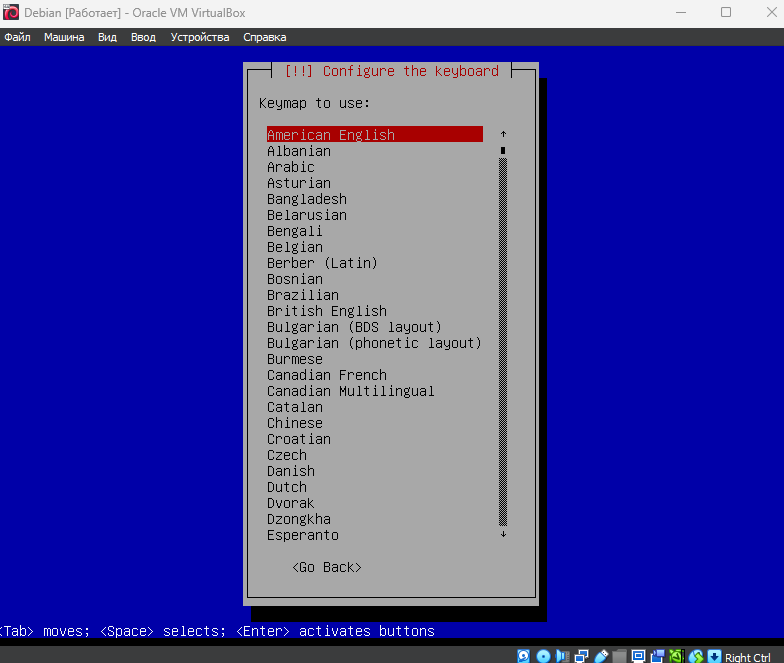 Debian [Работает] - Oracle VM VirtualBox
Файл Машина Вид Ввод Устройства Справка
[!!] Configure the keyboard
Keymap to use:
American English
Albanian
Arabic
Asturian
Bangladesh
Belarusian
Bengali
Belgian
Berber (Latin)
Bosnian
Brazilian
British English
Bulgarian (BDS layout)
Bulgarian (phonetic layout)
Burmese
Canadian French
Canadian Multilingual
Catalan
Chinese
Croatian
Czech
Danish
Dutch
Dvorak
Dzongkha
Esperanto
<Go Back>
<Tab> moves; <Space> selects; <Enter> activates buttons
Right Ctrl